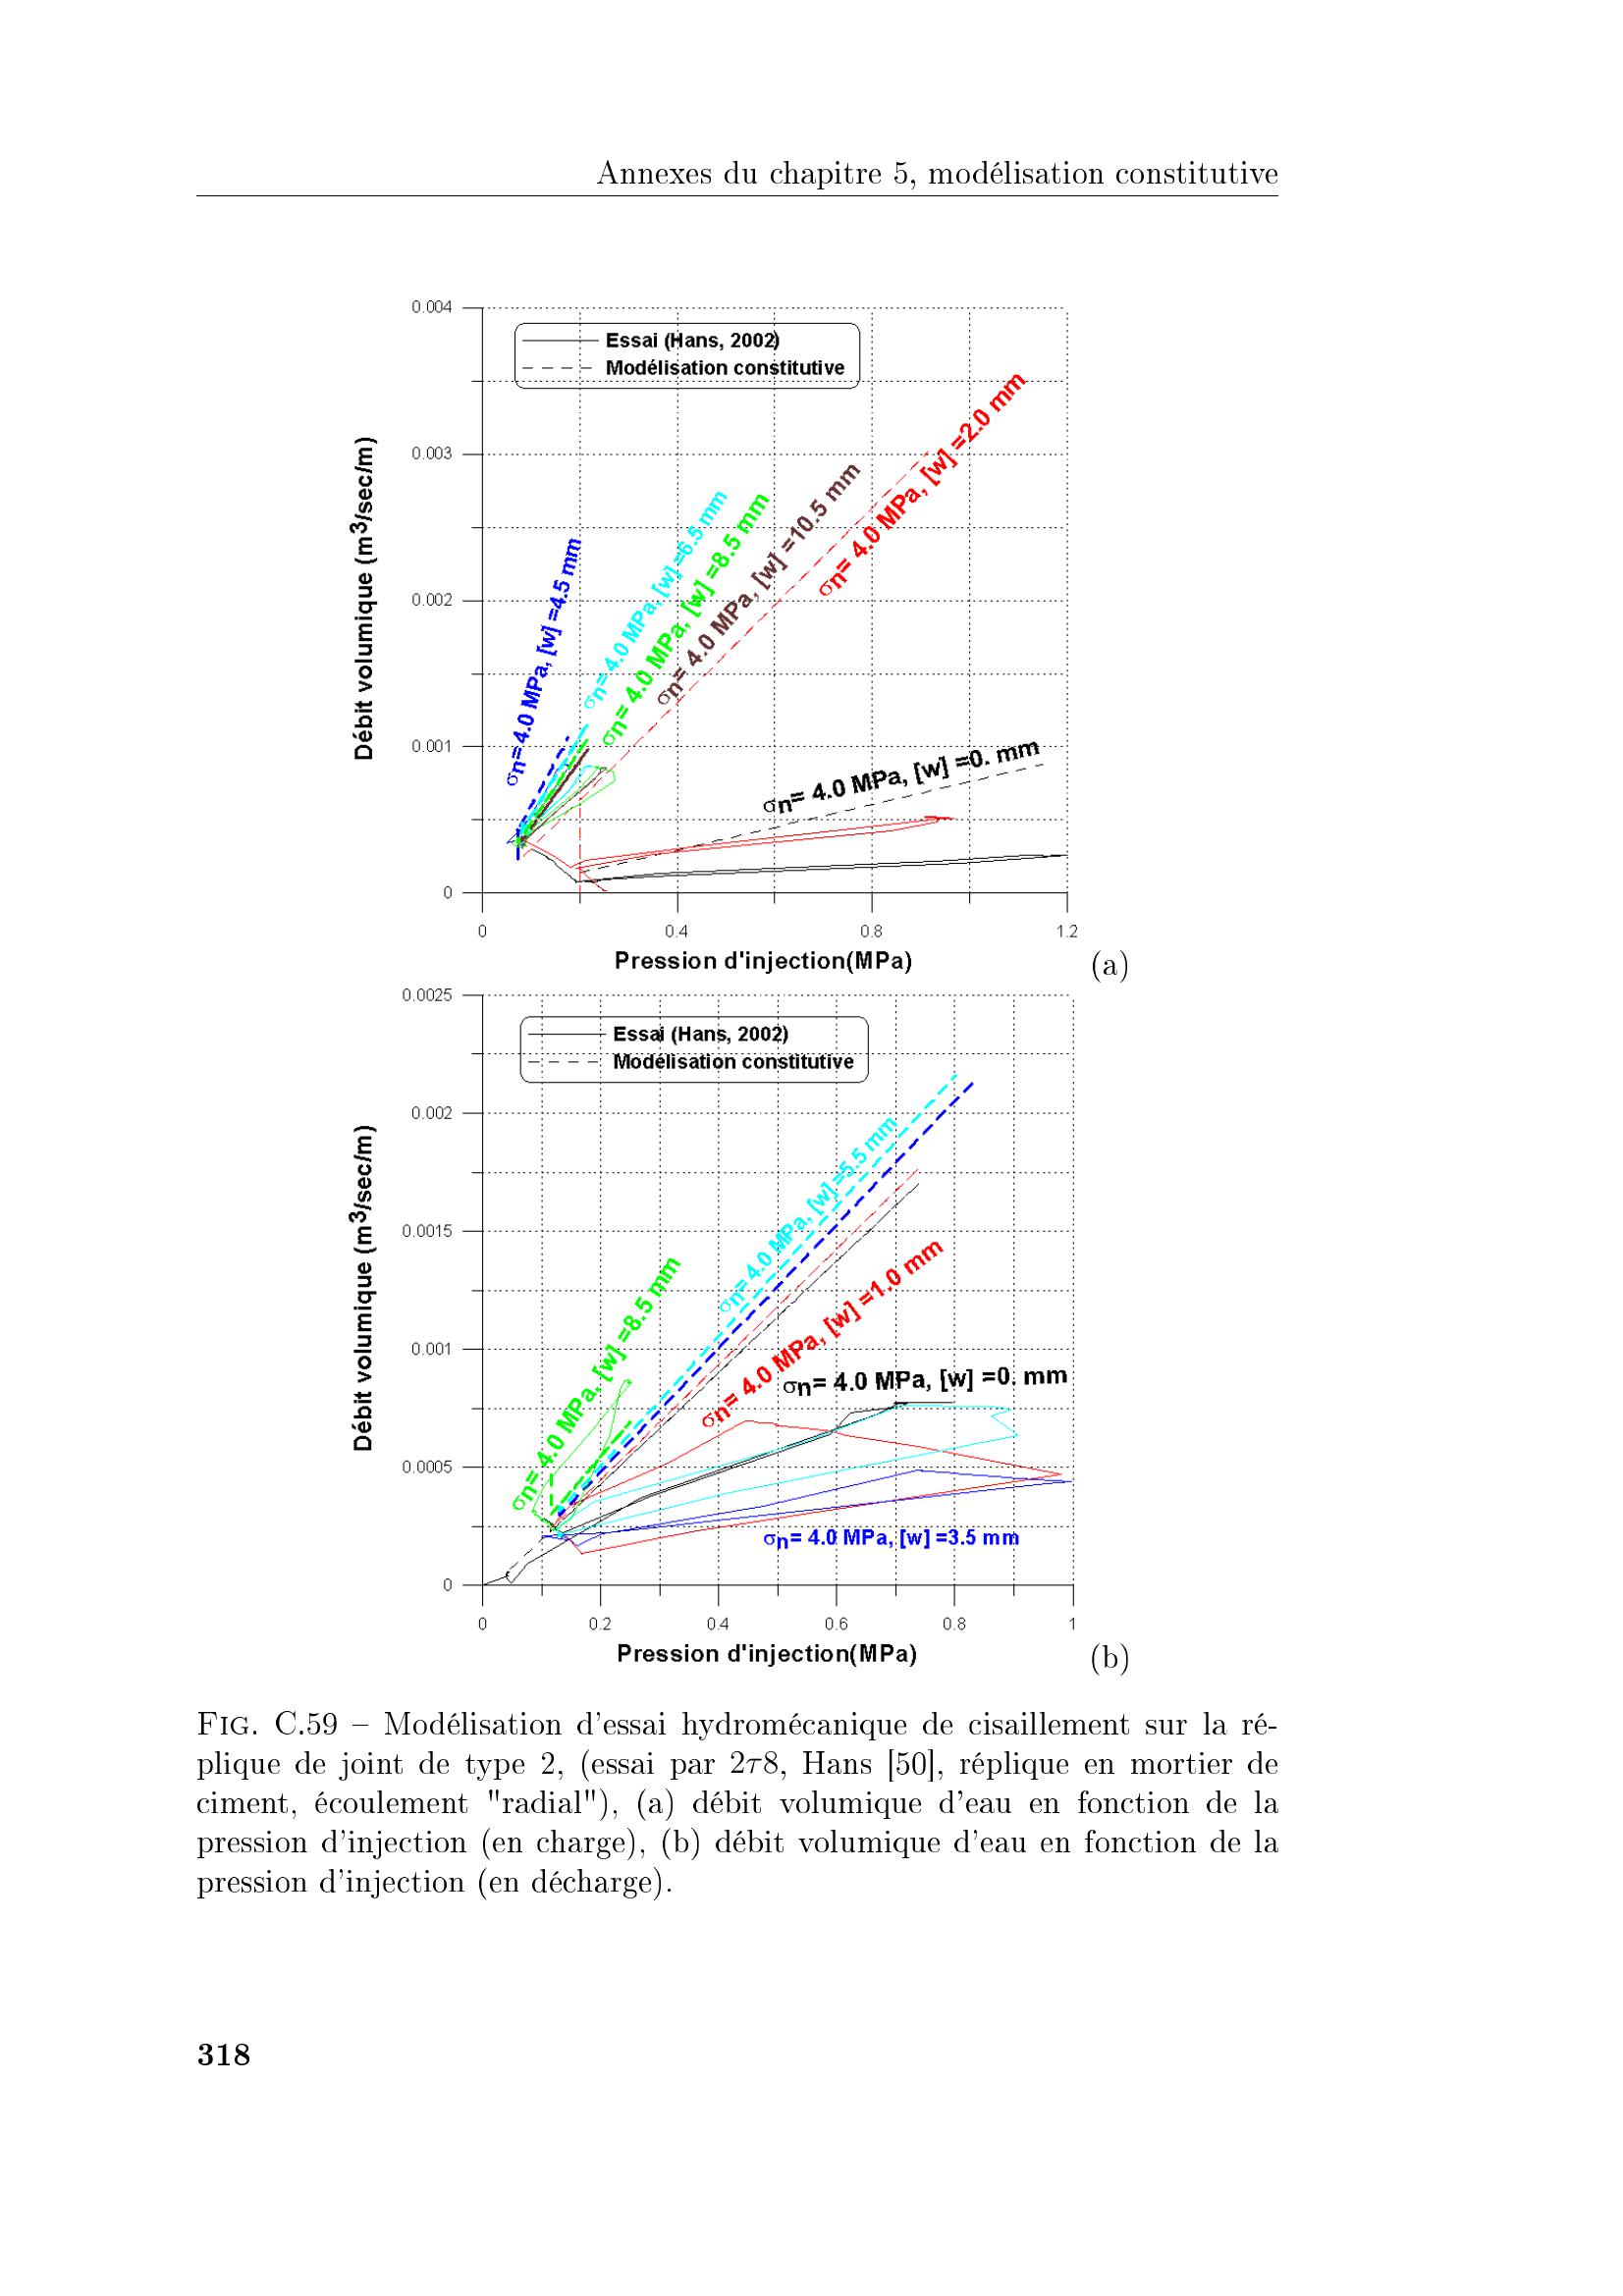 Annexes du chapitre 5, modélisation constitutive
0.004
Essai (Hans, 2002)
Modélisation constitutive
0.003
0.002
0.001
0
Débit volumique (m3/sec/m)
σn= 4.0 MPa, [w] =4.5 mm
σn= 4.0 MPa, [w] =6.5 mm
σn= 4.0 MPa, [w] =8.5 mm
σn= 4.0 MPa, [w] =10.5 mm
σn= 4.0 MPa, [w] =2.0 mm
σn= 4.0 MPa, [w] =0. mm
0 0.4 0.8 1.2
Pression d'injection(MPa)
(a)
0.0025
Essai (Hans, 2002)
Modélisation constitutive
0.002
0.0015
0.001
0.0005
0
Débit volumique (m3/sec/m)
σn= 4.0 MPa, [w] =8.5 mm
σn= 4.0 MPa, [w] =5.5 mm
σn= 4.0 MPa, [w] =1.0 mm
σn= 4.0 MPa, [w] =0. mm
σn= 4.0 MPa, [w] =3.5 mm
0 0.2 0.4 0.6 0.8 1
Pression d'injection(MPa)
(b)
FIG. C.59 – Modélisation d'essai hydromécanique de cisaillement sur la ré-
plique de joint de type 2, (essai par 2τ8, Hans [50], réplique en mortier de
ciment, écoulement "radial"), (a) débit volumique d'eau en fonction de la
pression d'injection (en charge), (b) débit volumique d'eau en fonction de la
pression d'injection (en décharge).
318